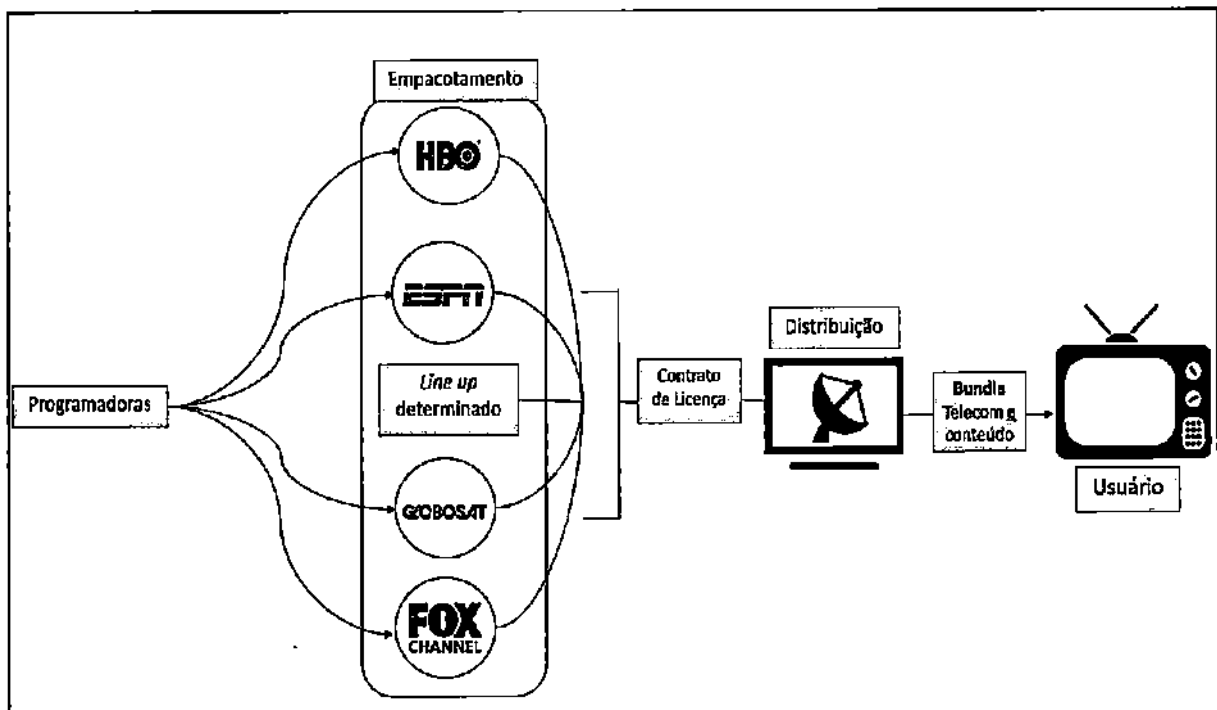 Empacotamento
HBO
ESPN
Line up
determinado
Programadoras
GLOBOSAT
FOX
CHANNEL
Contrato
de Licença
Distribuição
Bundle
Telecom e
conteúdo
Usuário